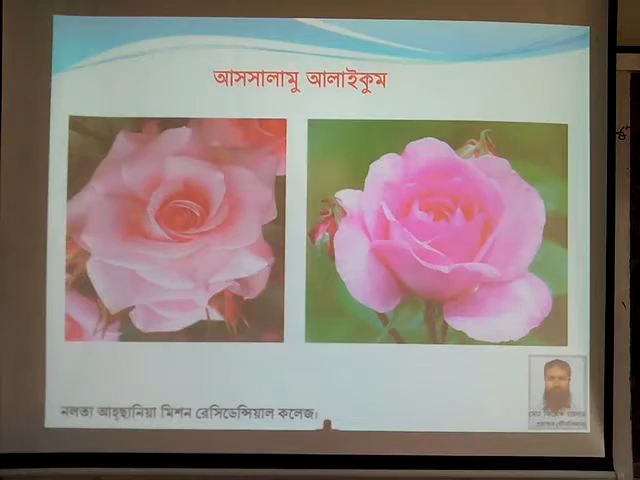 আসসালামু আলাইকুম
নলতা আহ্ছানিয়া মিশন রেসিডেন্সিয়াল কলেজ।